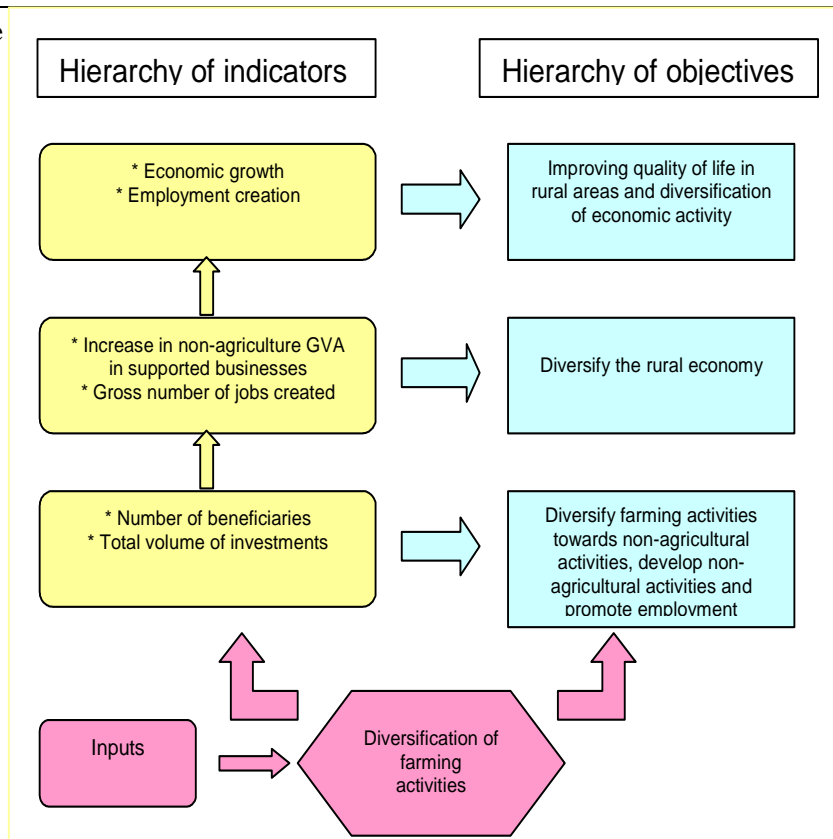 e
Hierarchy of indicators
Hierarchy of objectives
* Economic growth
* Employment creation
Improving quality of life in
rural areas and diversification
of economic activity
* Increase in non-agriculture GVA
in supported businesses
* Gross number of jobs created
Diversify the rural economy
* Number of beneficiaries
* Total volume of investments
Diversify farming activities
towards non-agricultural
activities, develop non-
agricultural activities and
promote employment
Inputs
Diversification of
farming
activities